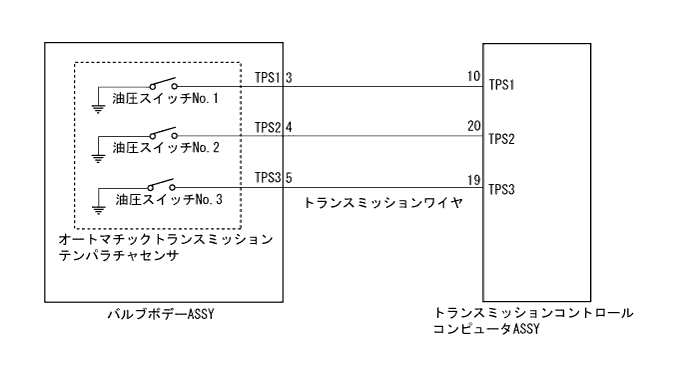 TPS1 3
10 TPS1
油圧スイッチNo.1
TPS2 4
20 TPS2
油圧スイッチNo.2
TPS3 5
19 TPS3
油圧スイッチNo.3
トランスミッションワイヤ
オートマチックトランスミッション
テンパラチャセンサ
バルブボデーASSY
トランスミッションコントロール
コンピュータASSY